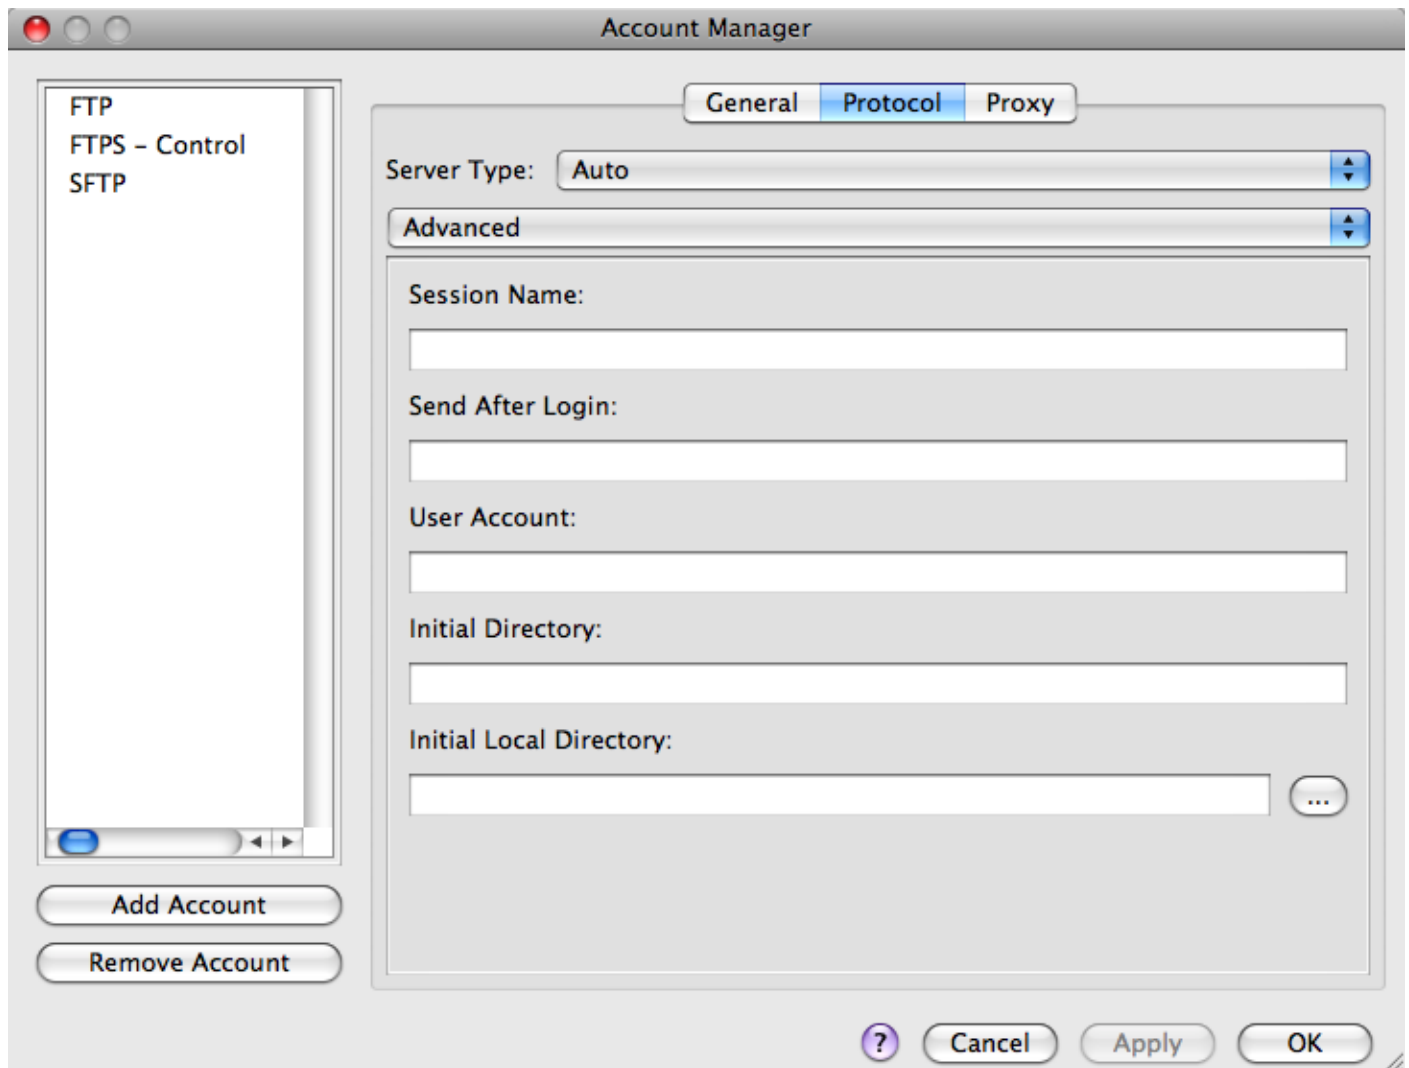 Account Manager
FTP
FTPS – Control
SFTP
General Protocol Proxy
Server Type: Auto
Advanced
Session Name:
Send After Login:
User Account:
Initial Directory:
Initial Local Directory:
...
Add Account
Remove Account
? Cancel Apply OK